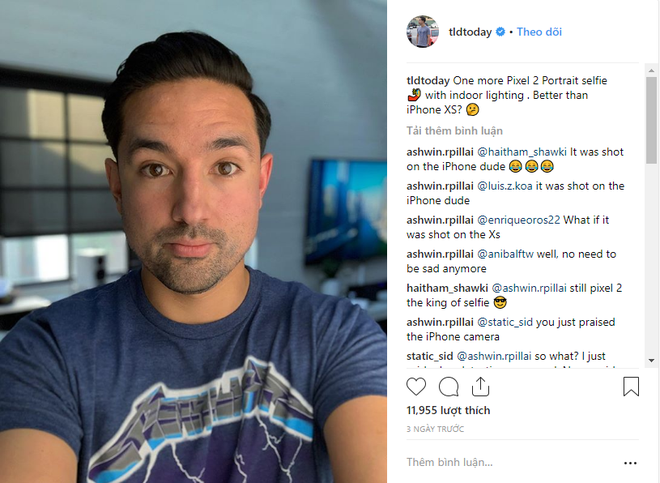 tldtoday • Theo dõi
tldtoday One more Pixel 2 Portrait selfie
🤳 with indoor lighting . Better than
iPhone XS? 🤔
Tải thêm bình luận
ashwin.rpillai @haitham_shawki It was shot
on the iPhone dude 😂😂😂
ashwin.rpillai @luis.z.koa it was shot on the
iPhone dude
ashwin.rpillai @enriqueoros22 What if it
was shot on the Xs
ashwin.rpillai @anibalftw well, no need to
be sad anymore
haitham_shawki @ashwin.rpillai still pixel 2
the king of selfie 😎
ashwin.rpillai @static_sid you just praised
the iPhone camera
static_sid @ashwin.rpillai so what? I just
11,955 lượt thích
3 NGÀY TRƯỚC
Thêm bình luận...